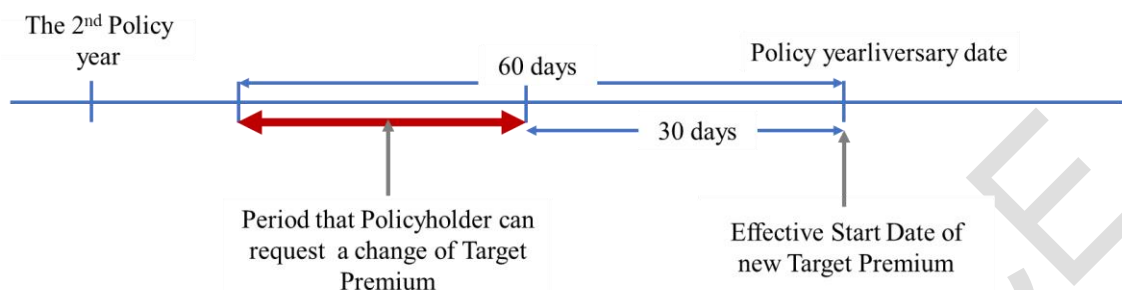 The 2nd Policy
year
60 days
Policy yearliversary date
30 days
Period that Policyholder can
request a change of Target
Premium
Effective Start Date of
new Target Premium